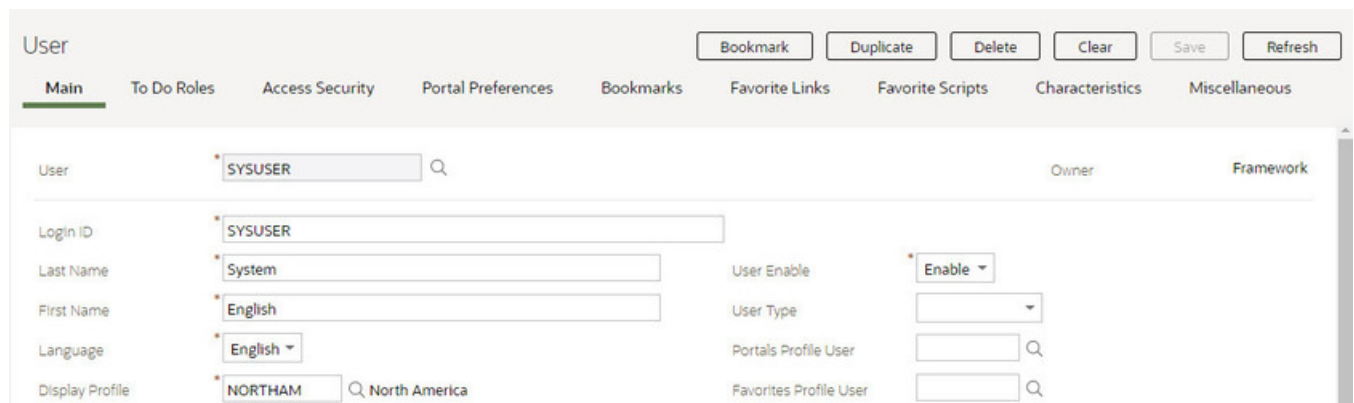 User
Bookmark Duplicate Delete Clear Save Refresh
Main To Do Roles Access Security Portal Preferences Bookmarks Favorite Links Favorite Scripts Characteristics Miscellaneous
User * SYSUSER Owner Framework
Login ID * SYSUSER
Last Name * System User Enable * Enable
First Name * English User Type
Language * English Portals Profile User
Display Profile * NORTHAM North America Favorites Profile User